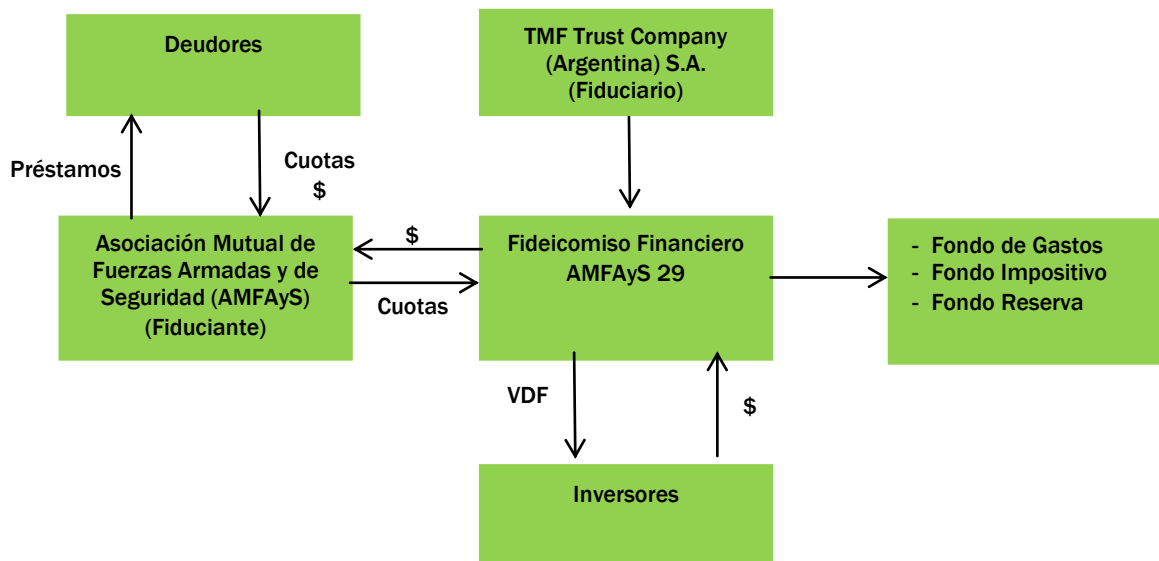 Deudores
TMF Trust Company
(Argentina) S.A.
(Fiduciario)
Préstamos
Cuotas
$
Asociación Mutual de
Fuerzas Armadas y de
Seguridad (AMFAyS)
(Fiduciante)
$
Cuotas
Fideicomiso Financiero
AMFAyS 29
- Fondo de Gastos
- Fondo Impositivo
- Fondo Reserva
VDF
$
Inversores